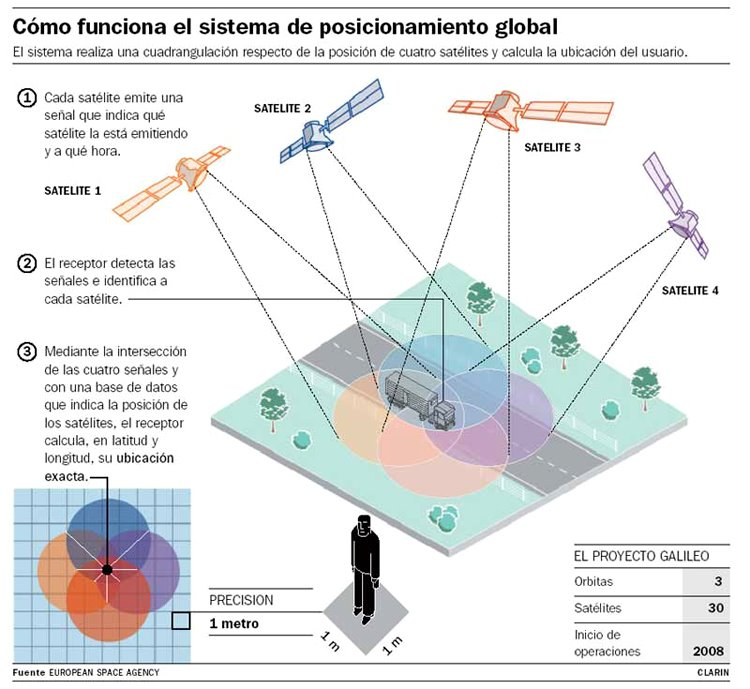 Cómo funciona el sistema de posicionamiento global
El sistema realiza una cuadrangulación respecto de la posición de cuatro satélites y calcula la ubicación del usuario.
1 Cada satélite emite una
señal que indica qué
satélite la está emitiendo
y a qué hora.
SATELITE 1
SATELITE 2
SATELITE 3
SATELITE 4
2 El receptor detecta las
señales e identifica a
cada satélite.
3 Mediante la intersección
de las cuatro señales y
con una base de datos
que indica la posición de
los satélites, el receptor
calcula, en latitud y
longitud, su ubicación
exacta.
PRECISION
1 metro
1 m
1 m
EL PROYECTO GALILEO
Orbitas 3
Satélites 30
Inicio de
operaciones 2008
Fuente EUROPEAN SPACE AGENCY
CLARIN